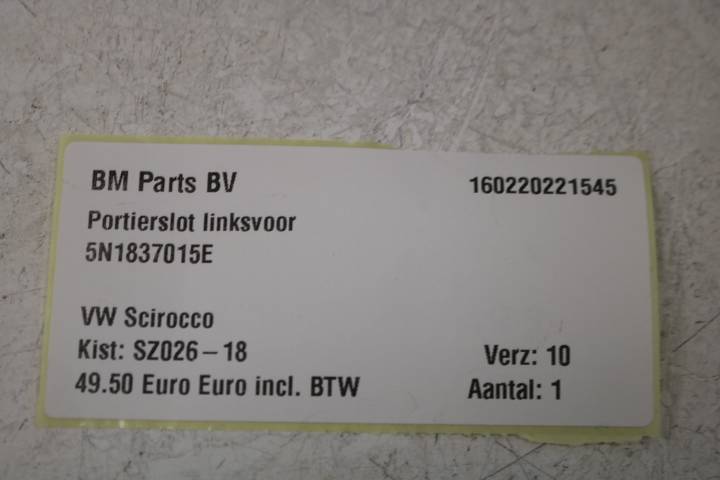 BM Parts BV 160220221545
Portierslot linksvoor
5N1837015E
VW Scirocco
Kist: SZ026-18 Verz: 10
49.50 Euro Euro incl. BTW Aantal: 1